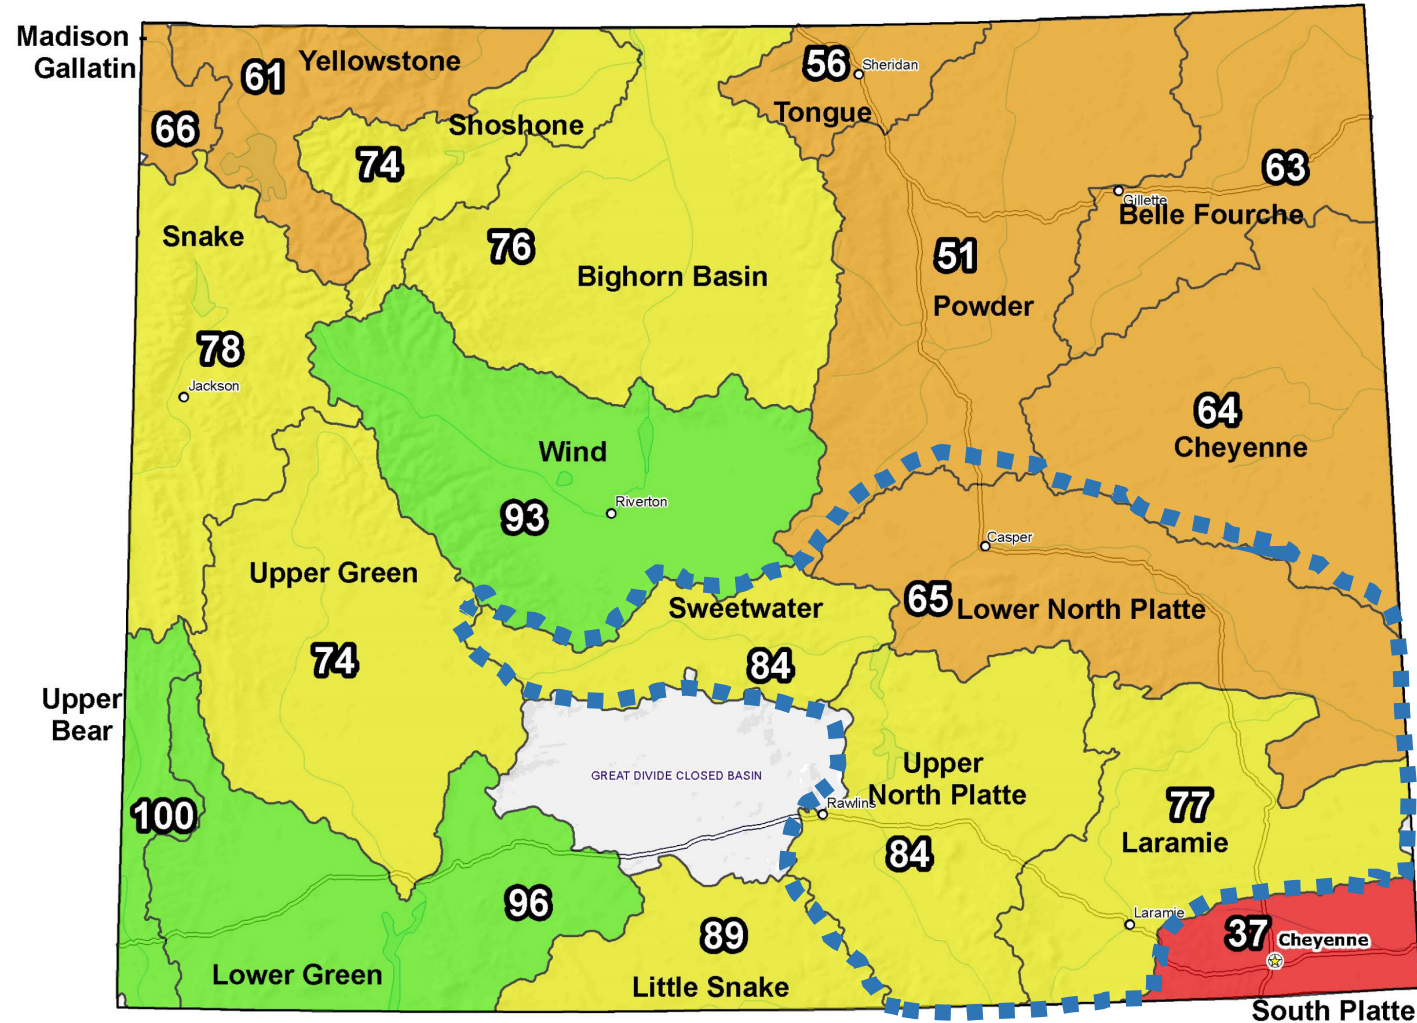 Madison
Gallatin
61
Yellowstone
56
Sheridan
Tongue
66
Shoshone
74
63
Gillette
Belle Fourche
Snake
76
Bighorn Basin
51
Powder
78
Jackson
64
Cheyenne
Wind
93
Riverton
Casper
Upper Green
74
Sweetwater
84
65
Lower North Platte
Upper
Bear
GREAT DIVIDE CLOSED BASIN
Upper
North Platte
Rawlins
84
77
Laramie
100
96
89
Little Snake
Laramie
37
Cheyenne
Lower Green
South Platte